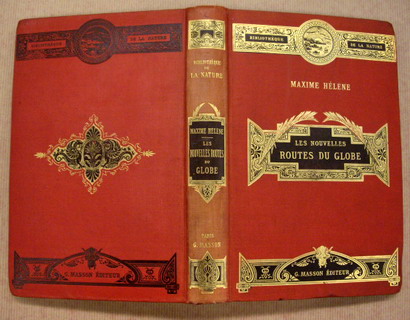 BIBLIOTHÈQUE
DE LA NATURE
G. MASSON ÉDITEUR
BIBLIOTHÈQUE
DE
LA NATURE
MAXIME HÉLÈNE
LES
NOUVELLES ROUTES
DU
GLOBE
PARIS
G. MASSON
BIBLIOTHÈQUE
DE LA NATURE
MAXIME HÉLÈNE
LES NOUVELLES
ROUTES DU GLOBE
G. MASSON ÉDITEUR